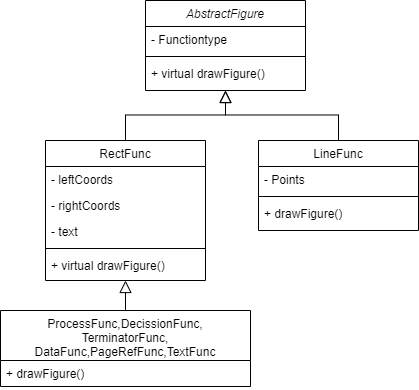 AbstractFigure
- Functiontype
+ virtual drawFigure()
RectFunc
- leftCoords
- rightCoords
- text
+ virtual drawFigure()
LineFunc
- Points
+ drawFigure()
ProcessFunc,DecissionFunc,
TerminatorFunc,
DataFunc,PageRefFunc,TextFunc
+ drawFigure()